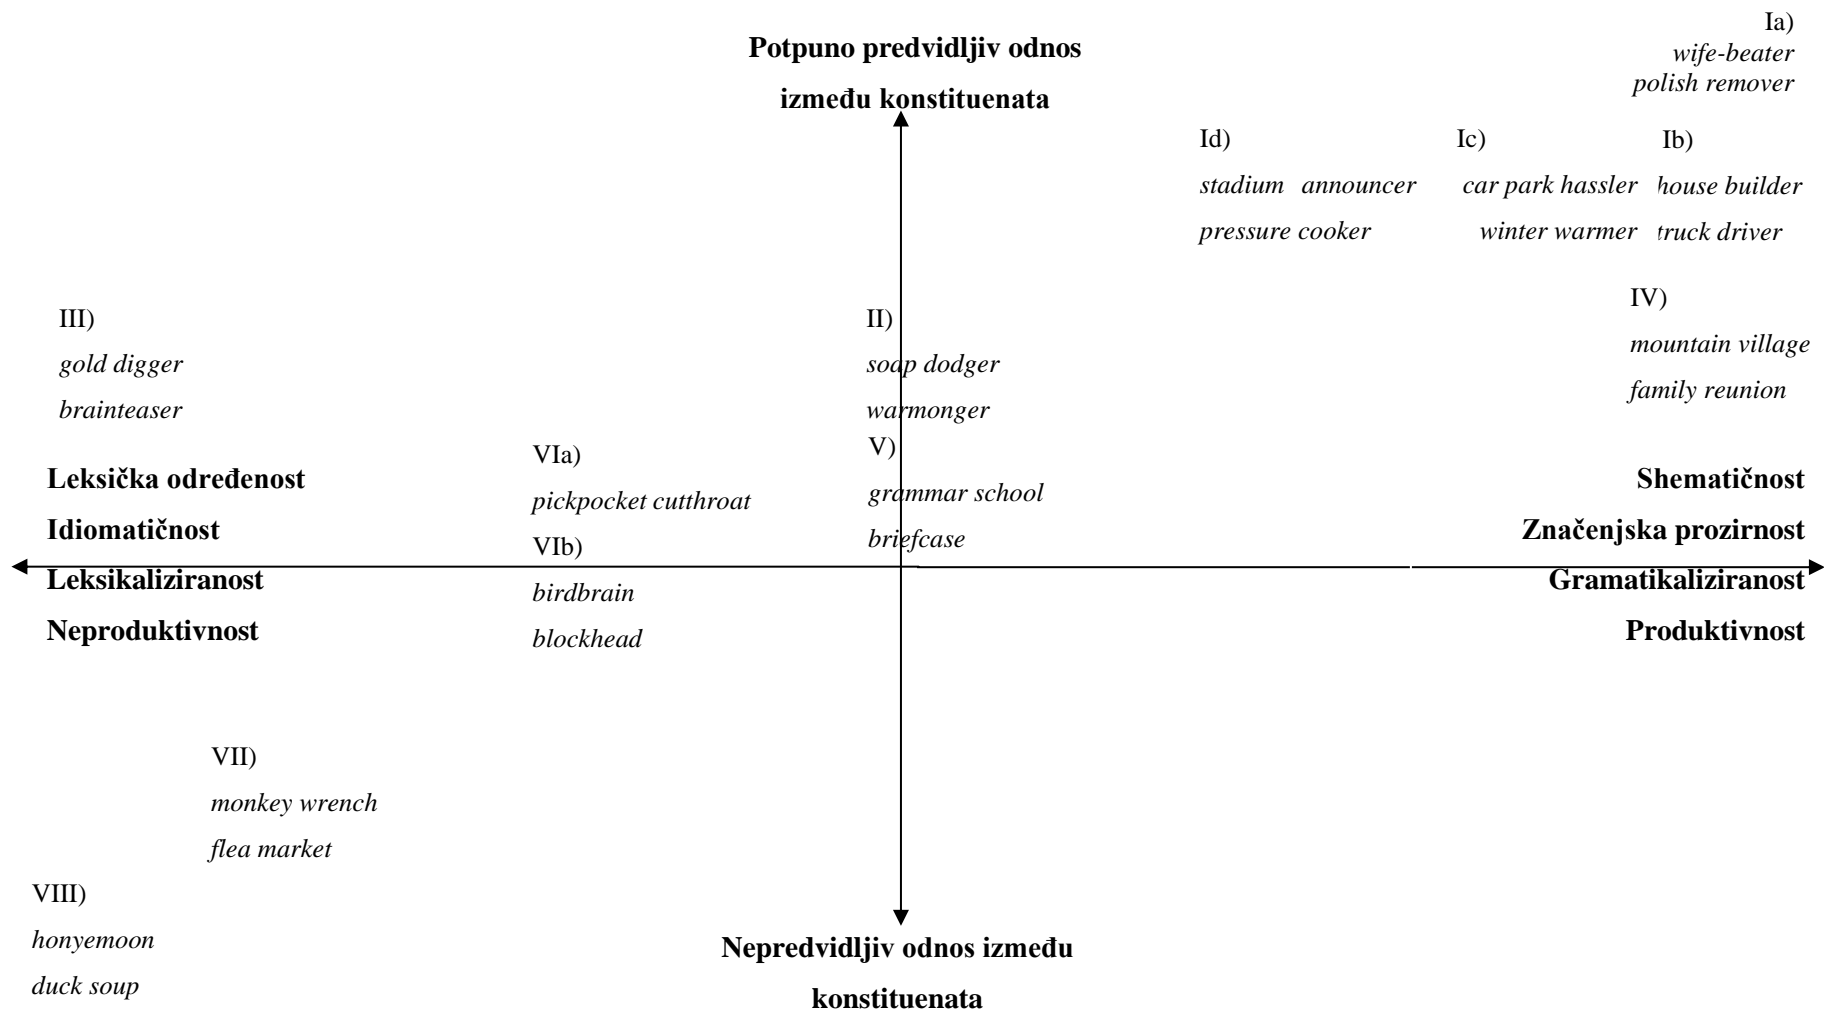 Ia)
wife-beater
polish remover
Potpuno predvidljiv odnos
između konstituenata
Id)
stadium announcer
pressure cooker
Ic)
car park hassler
winter warmer
Ib)
house builder
truck driver
III)
gold digger
brainteaser
II)
soap dodger
warmonger
IV)
mountain village
family reunion
VIa)
pickpocket cutthroat
V)
grammar school
briefcase
Leksička određenost
Idiomatičnost
Leksikaliziranost
Neproduktivnost
VIb)
birdbrain
blockhead
Shematičnost
Značenjska prozirnost
Gramatikaliziranost
Produktivnost
VII)
monkey wrench
flea market
VIII)
honyemoon
duck soup
Nepredvidljiv odnos između
konstituenata